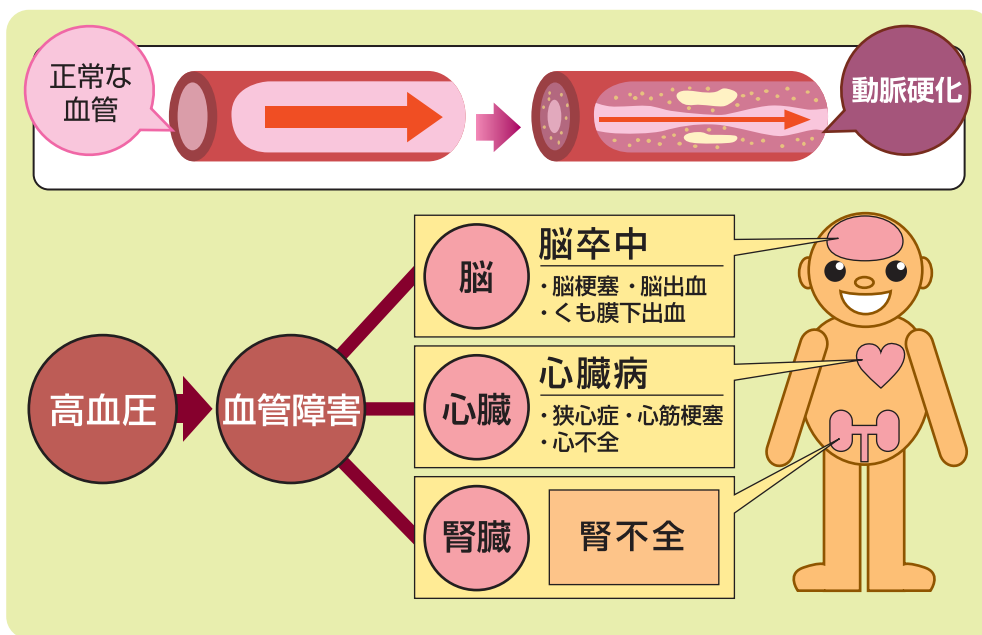 正常な
血管
動脈硬化
高血圧
血管障害
脳
脳卒中
・脳梗塞・脳出血
・くも膜下出血
心臓
心臓病
・狭心症・心筋梗塞
・心不全
腎臓
腎不全